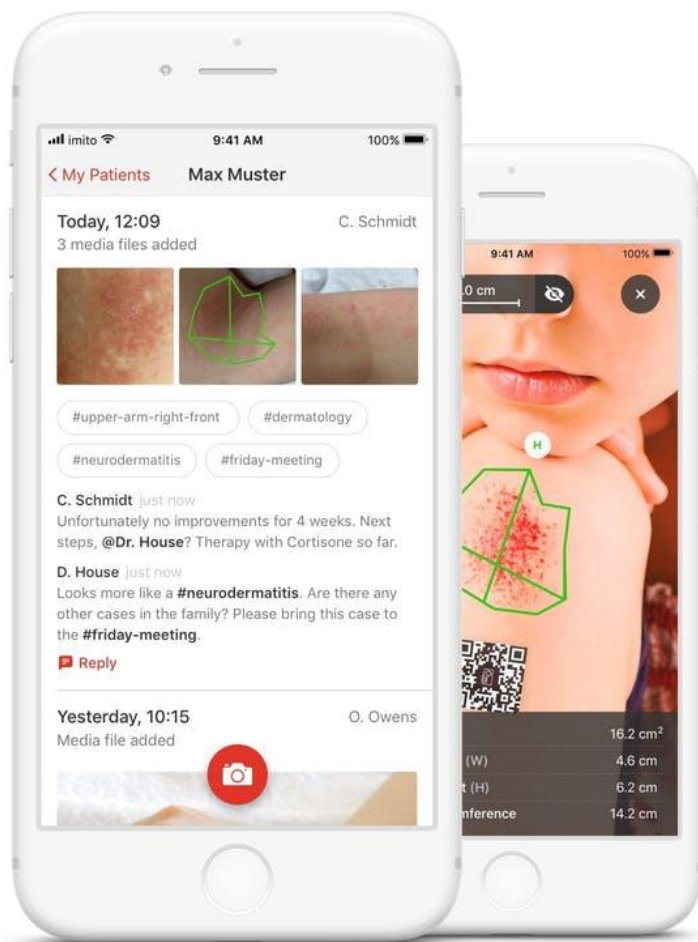 imito 9:41 AM 100%
My Patients Max Muster
Today, 12:09 C. Schmidt
3 media files added
#upper-arm-right-front #dermatology
#neurodermatitis #friday-meeting
C. Schmidt just now
Unfortunately no improvements for 4 weeks. Next
steps, @Dr. House? Therapy with Cortisone so far.
D. House just now
Looks more like a #neurodermatitis. Are there any
other cases in the family? Please bring this case to
the #friday-meeting.
Reply
Yesterday, 10:15 O. Owens
Media file added
9:41 AM 100%
.0 cm
H
16.2 cm²
(W) 4.6 cm
t (H) 6.2 cm
nference 14.2 cm